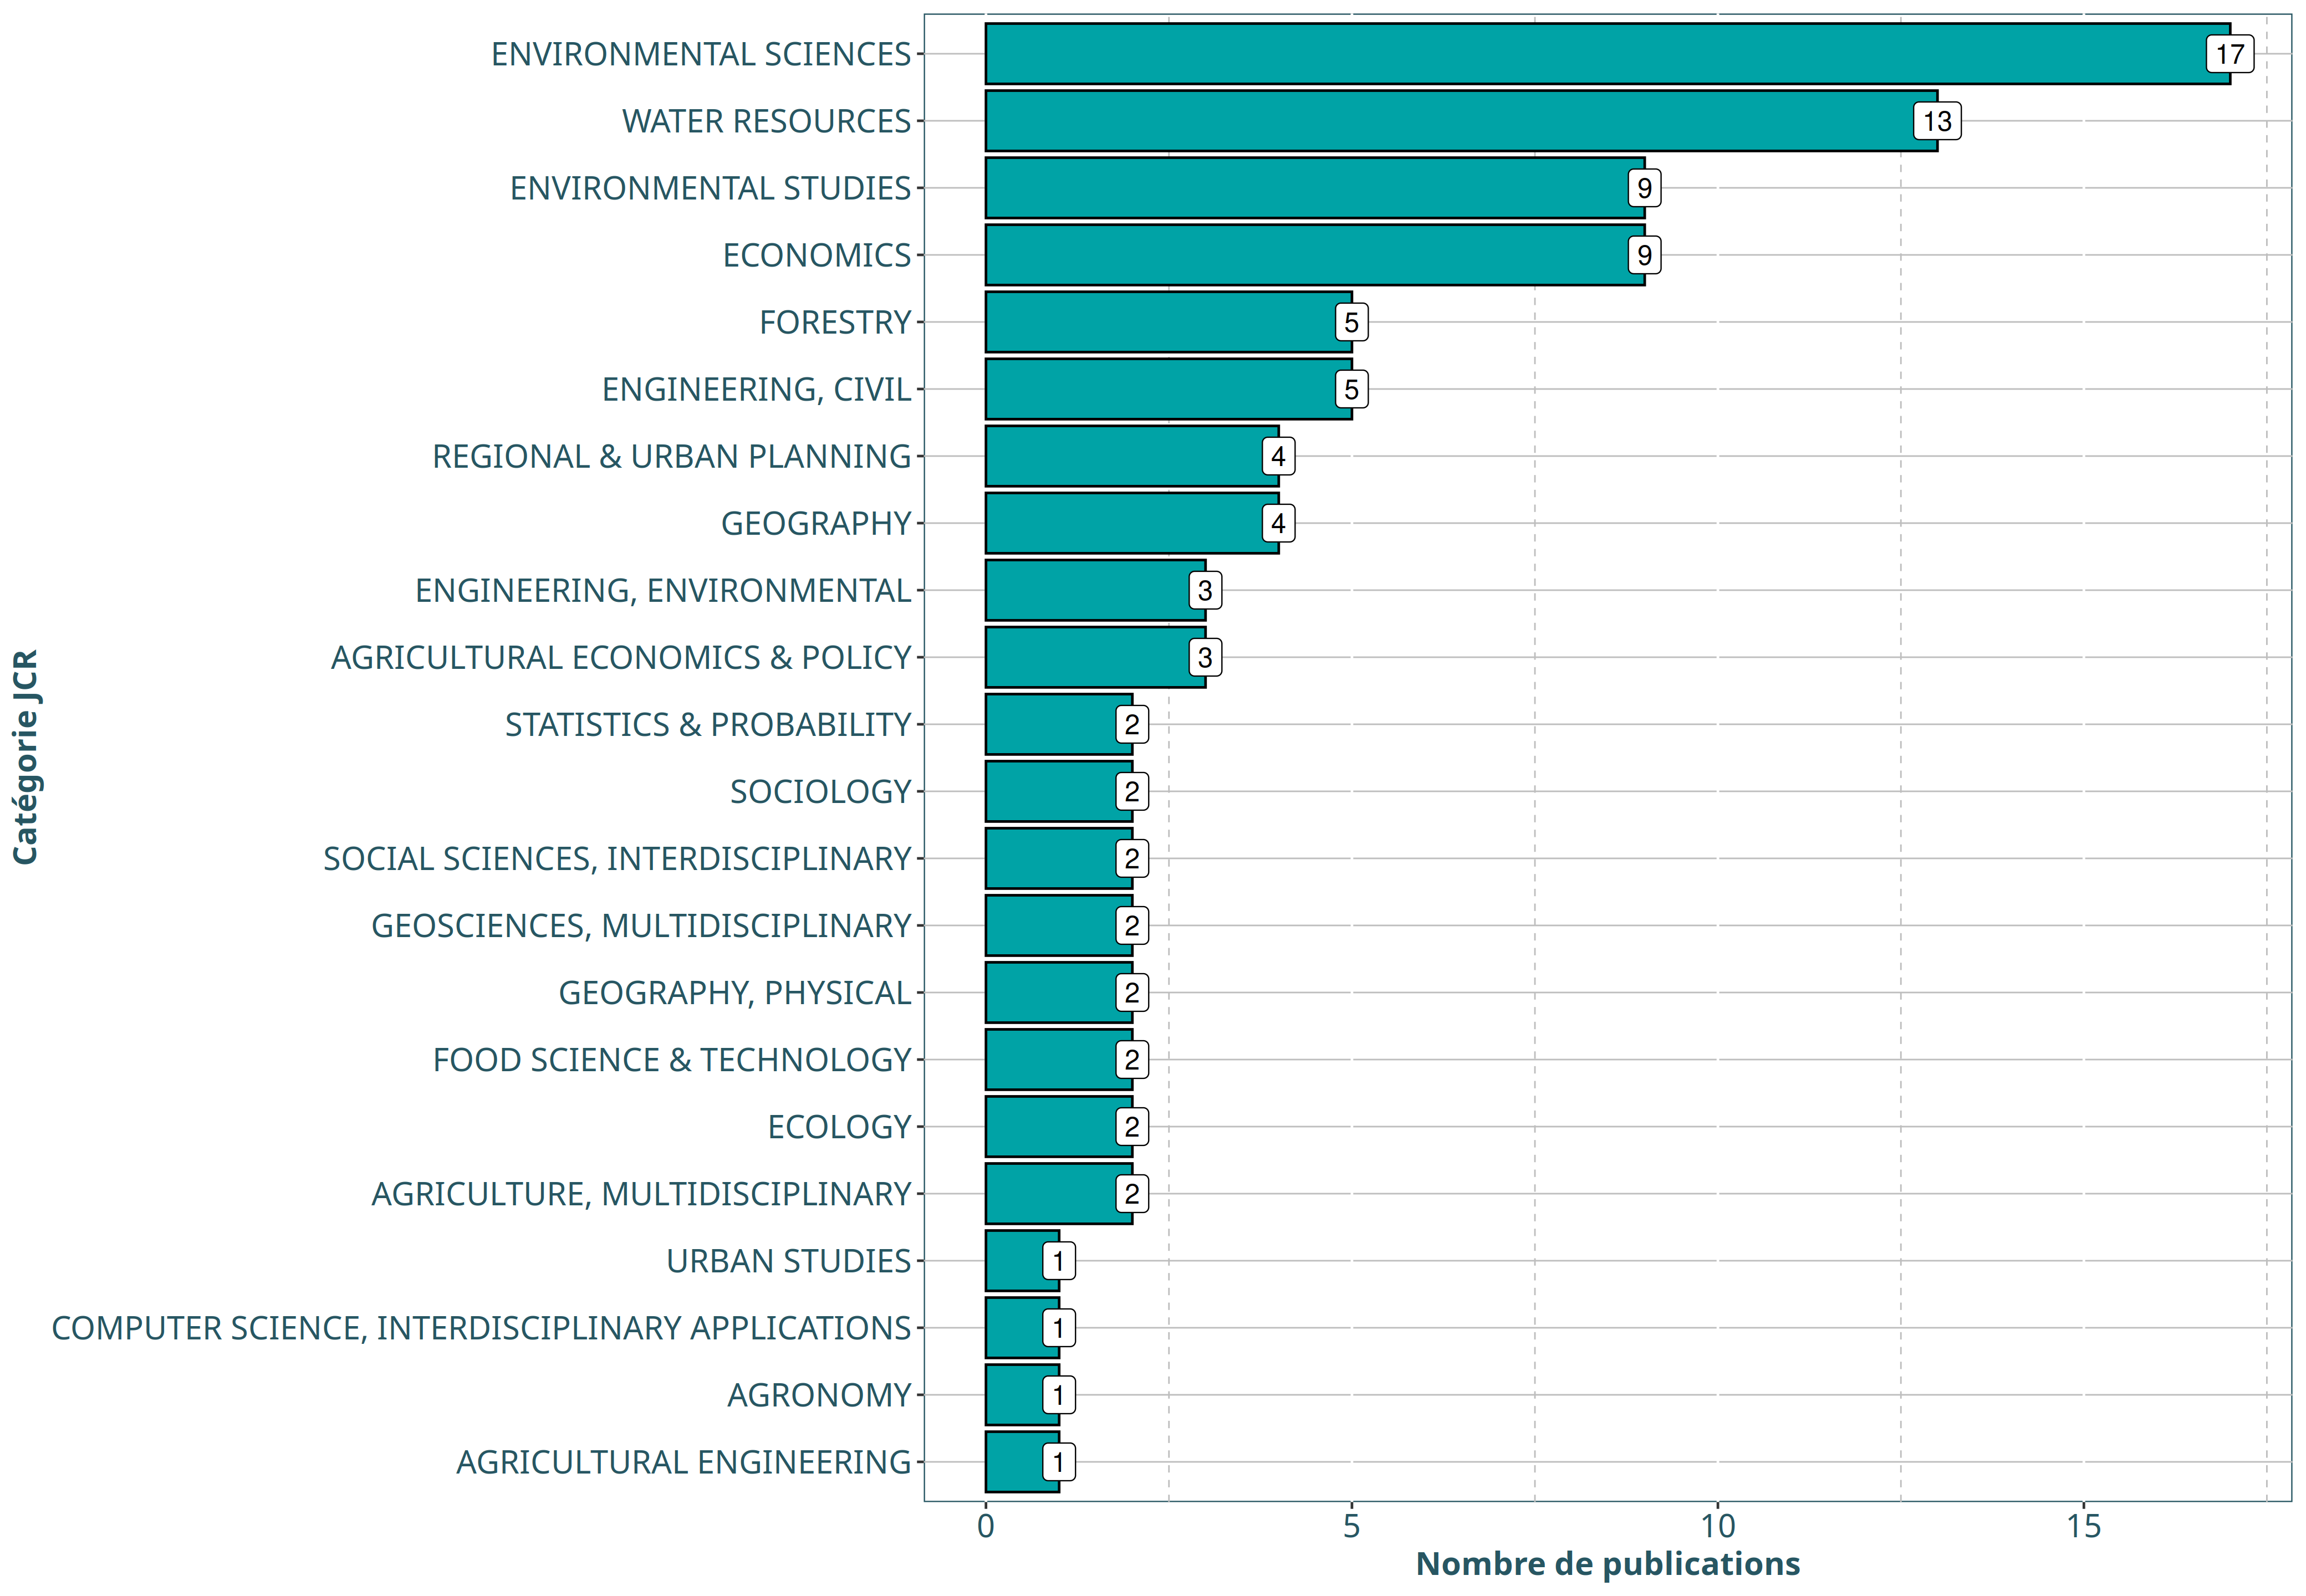 ENVIRONMENTAL SCIENCES 17
WATER RESOURCES 13
ENVIRONMENTAL STUDIES 9
ECONOMICS 9
FORESTRY 5
ENGINEERING, CIVIL 5
REGIONAL & URBAN PLANNING 4
GEOGRAPHY 4
ENGINEERING, ENVIRONMENTAL 3
AGRICULTURAL ECONOMICS & POLICY 3
STATISTICS & PROBABILITY 2
SOCIOLOGY 2
SOCIAL SCIENCES, INTERDISCIPLINARY 2
GEOSCIENCES, MULTIDISCIPLINARY 2
GEOGRAPHY, PHYSICAL 2
FOOD SCIENCE & TECHNOLOGY 2
ECOLOGY 2
AGRICULTURE, MULTIDISCIPLINARY 2
URBAN STUDIES 1
COMPUTER SCIENCE, INTERDISCIPLINARY APPLICATIONS 1
AGRONOMY 1
AGRICULTURAL ENGINEERING 1
0 5 10 15
Nombre de publications
Catégorie JCR